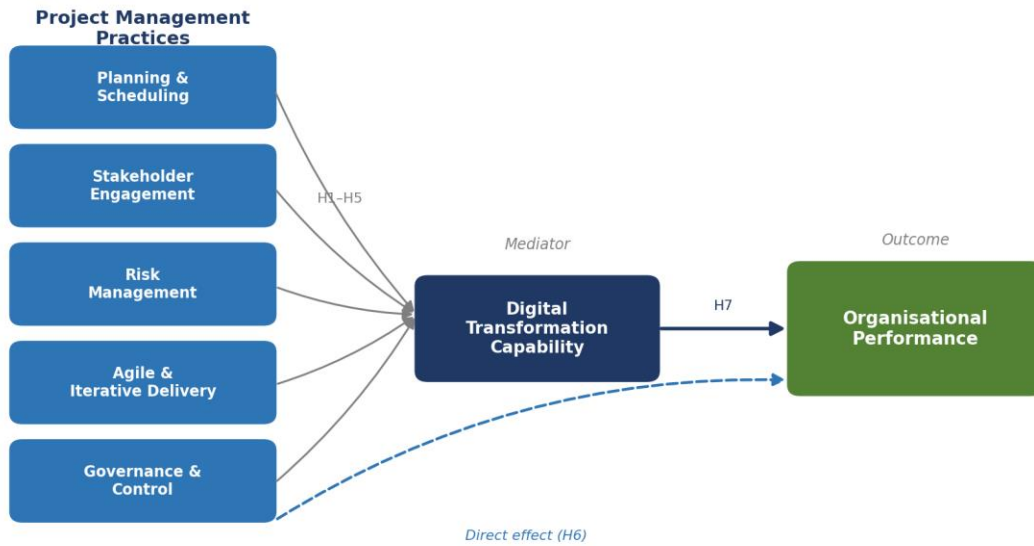 Project Management
Practices
Planning &
Scheduling
Stakeholder
Engagement
H1–H5
Risk
Management
Agile &
Iterative Delivery
Governance &
Control
Mediator
Digital
Transformation
Capability
H7
Outcome
Organisational
Performance
Direct effect (H6)